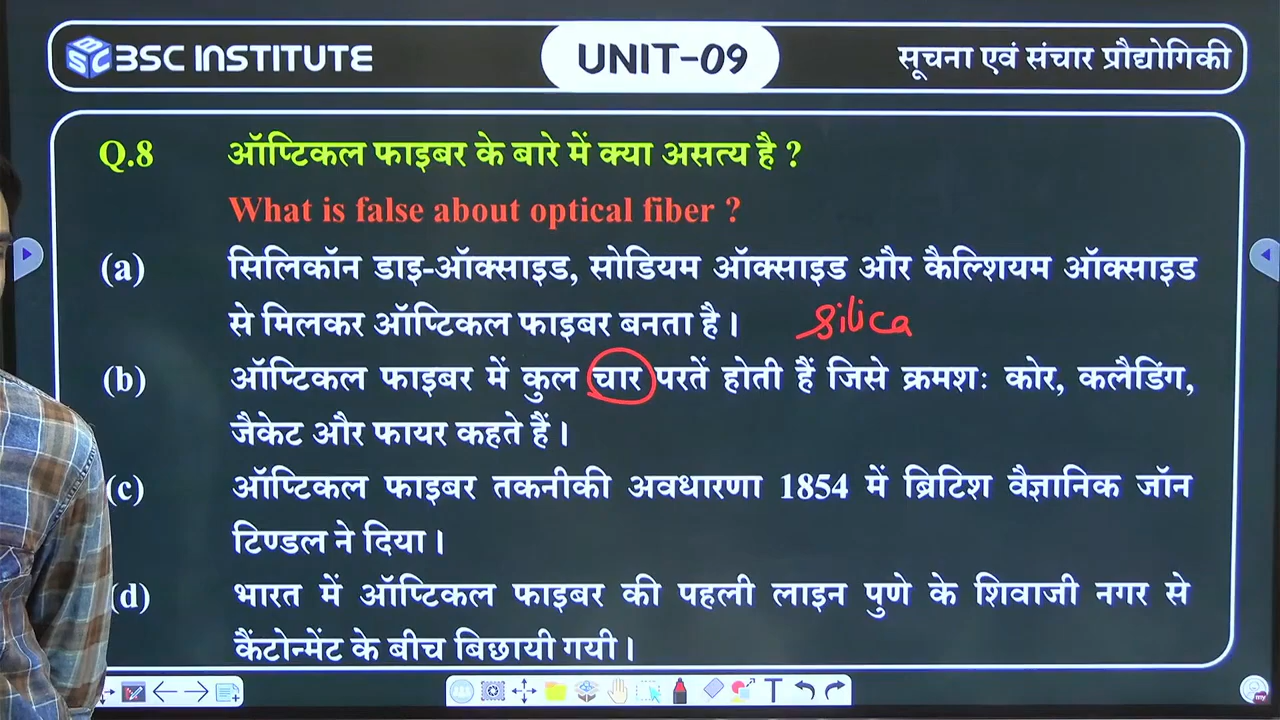 BSC INSTITUTE UNIT-09 सूचना एवं संचार प्रौद्योगिकी
Q.8 ऑप्टिकल फाइबर के बारे में क्या असत्य है ?
What is false about optical fiber ?
(a) सिलिकॉन डाइ-ऑक्साइड, सोडियम ऑक्साइड और कैल्शियम ऑक्साइड
से मिलकर ऑप्टिकल फाइबर बनता है। silica
(b) ऑप्टिकल फाइबर में कुल चार परतें होती हैं जिसे क्रमशः कोर, कलैडिंग,
जैकेट और फायर कहते हैं।
(c) ऑप्टिकल फाइबर तकनीकी अवधारणा 1854 में ब्रिटिश वैज्ञानिक जॉन
टिण्डल ने दिया।
(d) भारत में ऑप्टिकल फाइबर की पहली लाइन पुणे के शिवाजी नगर से
कैंटोन्मेंट के बीच बिछायी गयी।